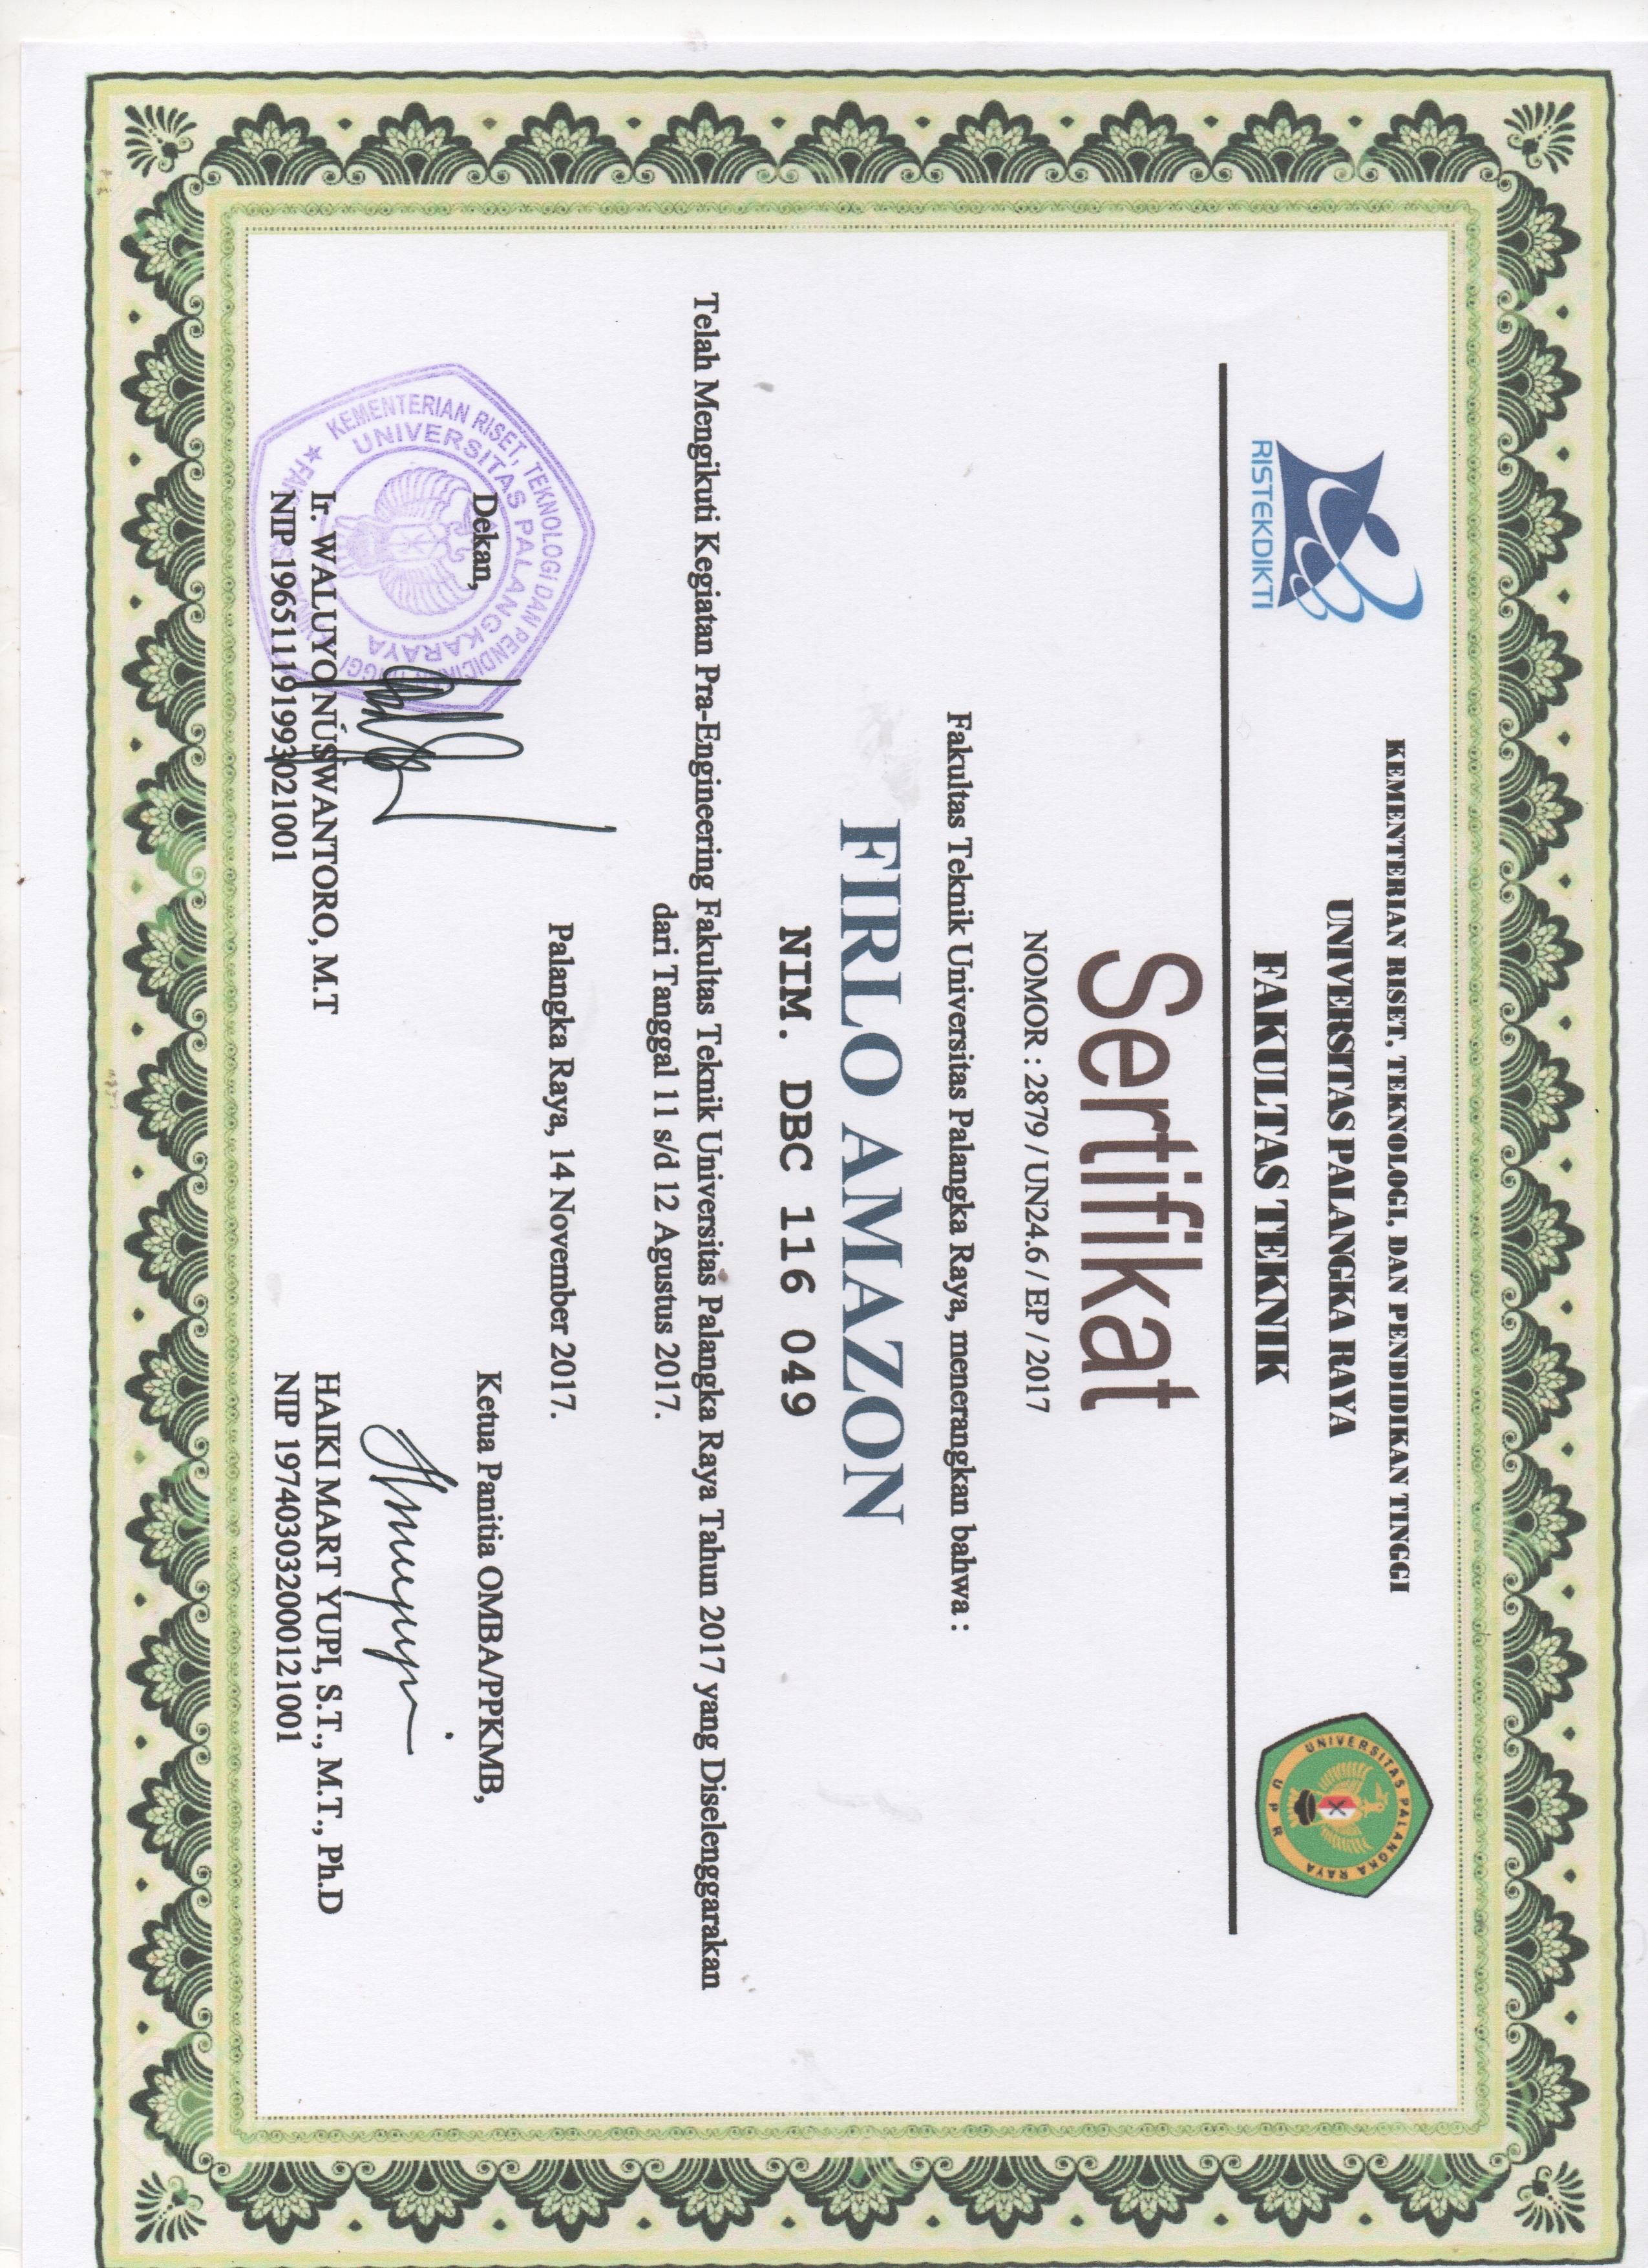 RISTEKDIKTI
KEMENTERIAN RISET, TEKNOLOGI, DAN PENDIDIKAN TINGGI
UNIVERSITAS PALANGKA RAYA
FAKULTAS TEKNIK
UNIVERSITAS PALANGKA RAYA
U P R
Sertifikat
NOMOR : 2879 / UN24.6 / EP / 2017
Fakultas Teknik Universitas Palangka Raya, menerangkan bahwa :
FIRLO AMAZON
NIM. DBC 116 049
Telah Mengikuti Kegiatan Pra-Engineering Fakultas Teknik Universitas Palangka Raya Tahun 2017 yang Diselenggarakan
dari Tanggal 11 s/d 12 Agustus 2017.
Palangka Raya, 14 November 2017.
Dekan,
KEMENTERIAN RISET, TEKNOLOGI DAN PENDIDIKAN TINGGI
UNIVERSITAS PALANGKARAYA
Ir. WALUYO NUSWANTORO, M.T
NIP 196511191993021001
Ketua Panitia OMBA/PPKMB,
HAIKI MART YUPI, S.T., M.T., Ph.D
NIP 197403032000121001